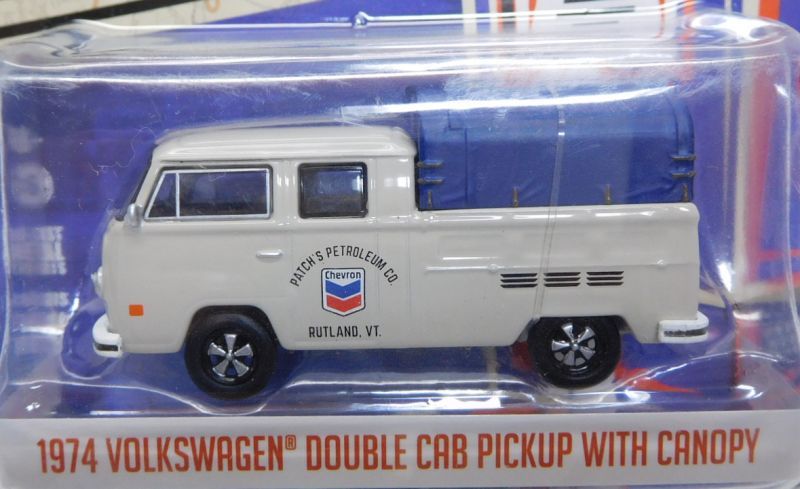 PATCH'S PETROLEUM CO.
Chevron
RUTLAND, VT.
1974 VOLKSWAGEN® DOUBLE CAB PICKUP WITH CANOPY